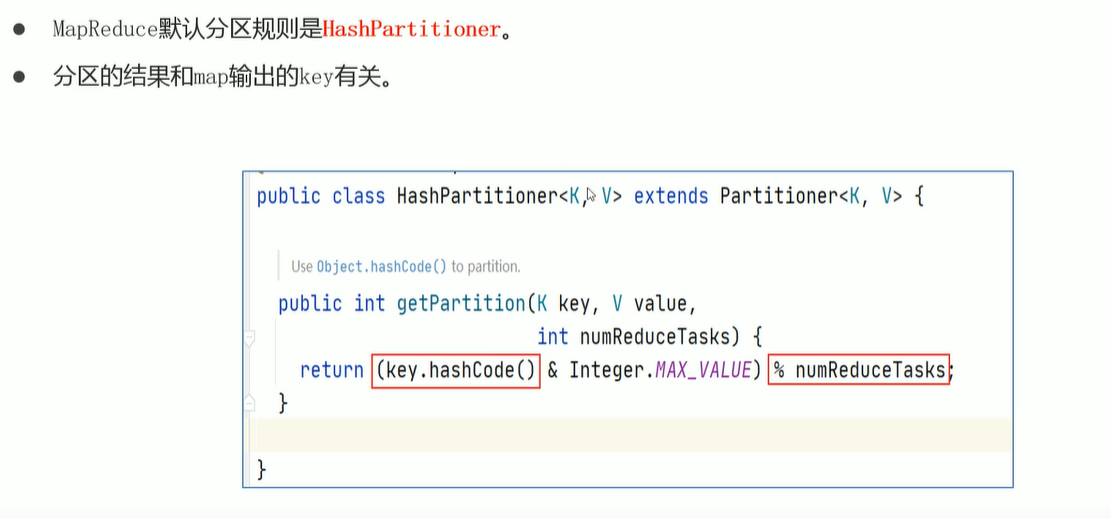 MapReduce默认分区规则是HashPartitioner。
分区的结果和map输出的key有关。
public class HashPartitioner<K, V> extends Partitioner<K, V> {
Use Object.hashCode() to partition.
public int getPartition(K key, V value,
int numReduceTasks) {
return (key.hashCode() & Integer.MAX_VALUE) % numReduceTasks;
}
}